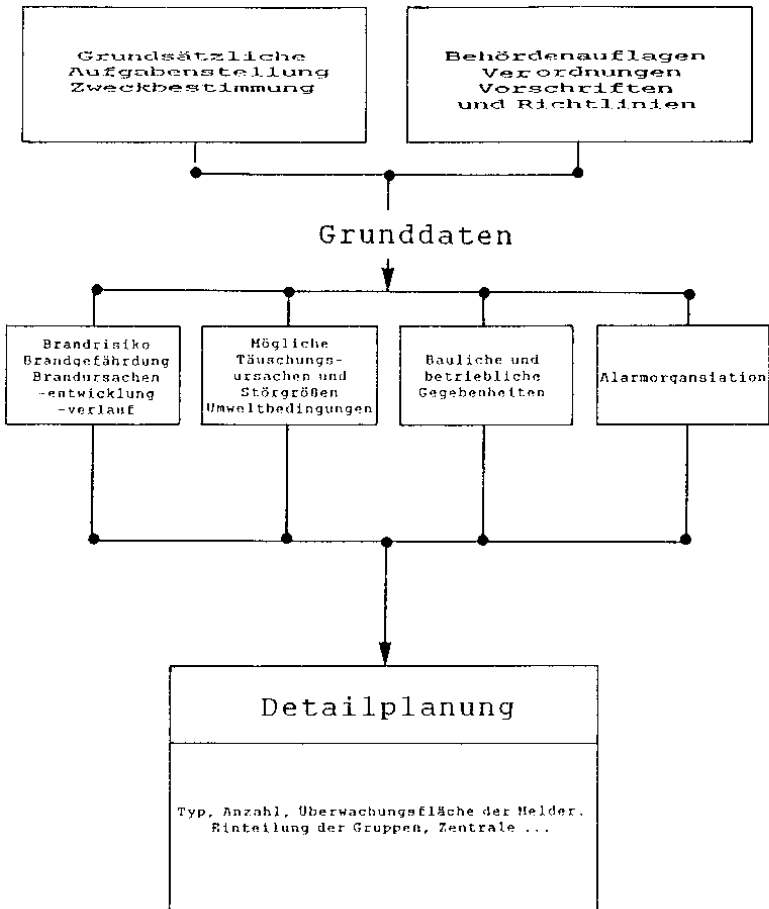 Grundsätzliche
Aufgabenstellung
Zweckbestimmung
Behördenauflagen
Verordnungen
Vorschriften
und Richtlinien
Grunddaten
Brandrisiko
Brandgefährdung
Brandursachen
-entwicklung
-verlauf
Mögliche
Täuschungs-
ursachen und
Störgrößen
Umweltbedingungen
Bauliche und
betriebliche
Gegebenheiten
Alarmorgansiation
Detailplanung
Typ, Anzahl, Überwachungsfläche der Melder.
Einteilung der Gruppen, Zentrale ...